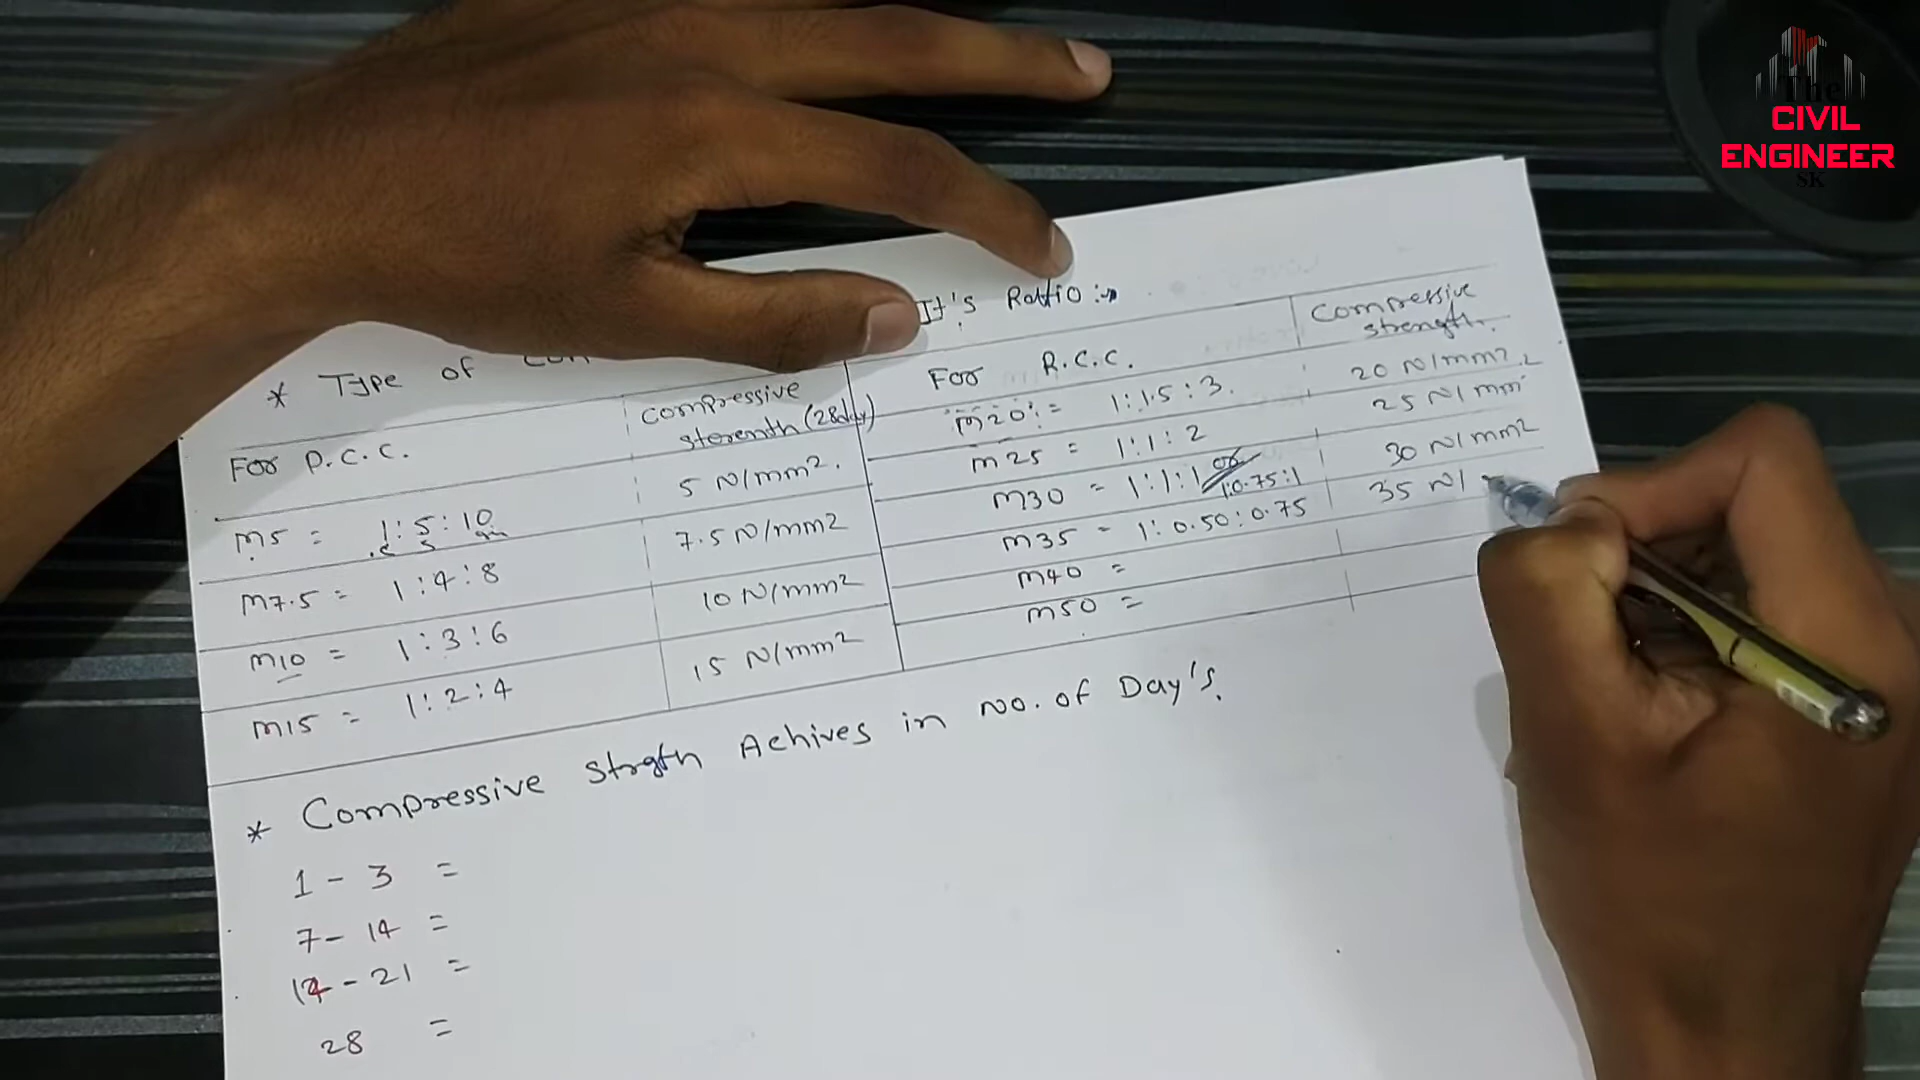 The
CIVIL
ENGINEER
SK
* Type of Con
It's Ratio :→
For P.C.C.
compressive
sterenth (28day)
M5 = 1:5:10
.c s
5 N/mm2.
M7.5 = 1:4:8
7.5 N/mm2
M10 = 1:3:6
10 N/mm2
M15 = 1:2:4
15 N/mm2
For R.C.C.
Compressive
strength.
M20 = 1:1.5:3.
20 N/mm2
M25 = 1:1:2
25 N/mm2
M30 = 1:1:1 or
1:0.75:1
30 N/mm2
M35 = 1:0.50:0.75
35 N/
M40 =
M50 =
* Compressive Strgth Achives in No. of Day's.
1 - 3 =
7 - 14 =
14 - 21 =
28 =